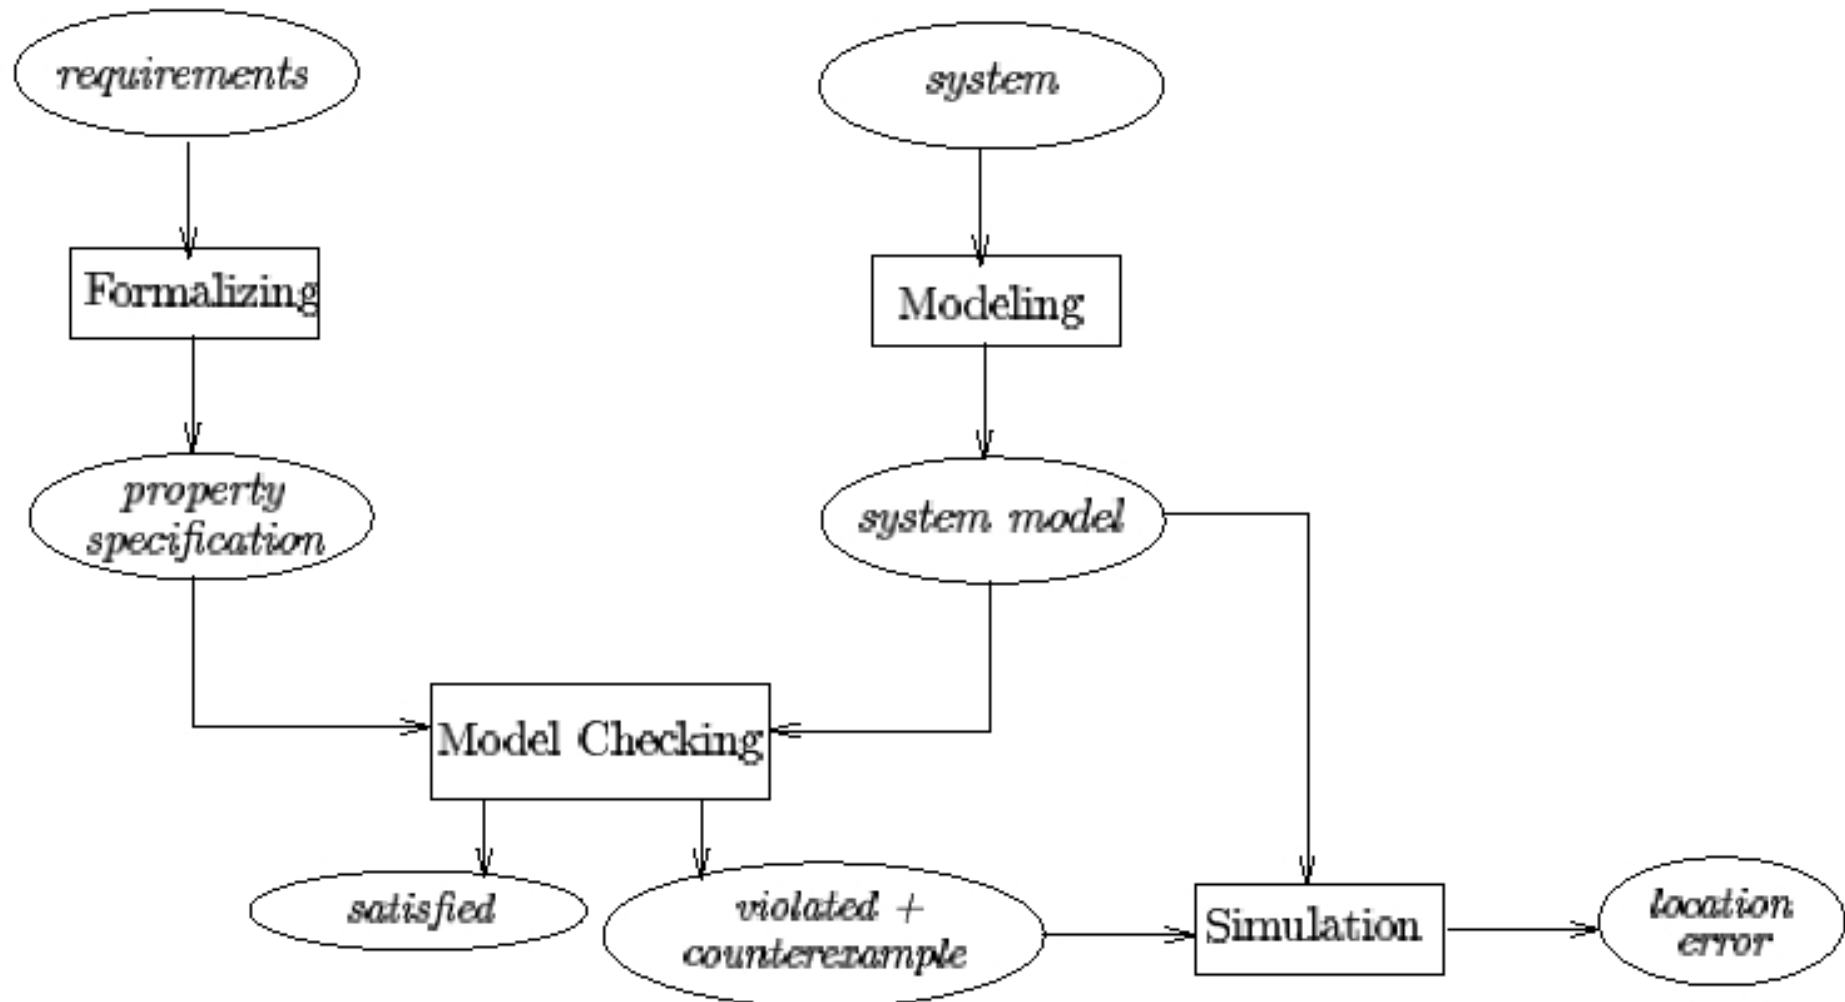 requirements
system
Formalizing
Modeling
property
specification
system model
Model Checking
satisfied
violated +
counterexample
Simulation
location
error